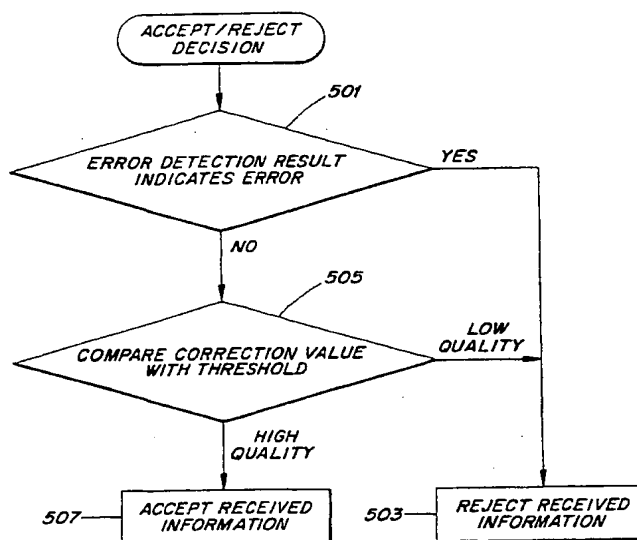 ACCEPT/REJECT
DECISION
501
ERROR DETECTION RESULT
INDICATES ERROR
YES
NO
505
COMPARE CORRECTION VALUE
WITH THRESHOLD
LOW
QUALITY
HIGH
QUALITY
507
ACCEPT RECEIVED
INFORMATION
503
REJECT RECEIVED
INFORMATION